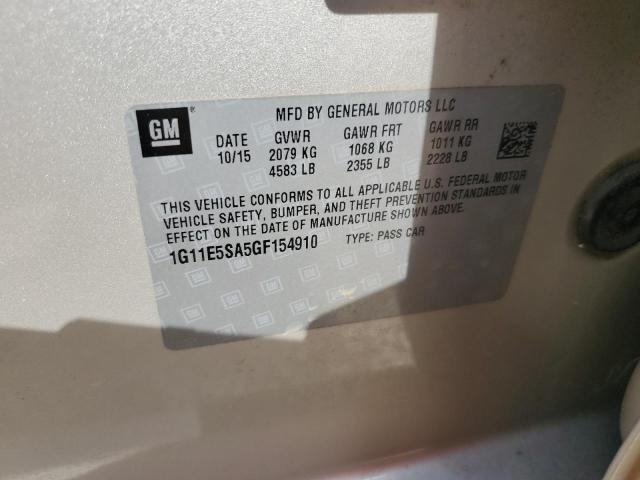 GM
MFD BY GENERAL MOTORS LLC
DATE GVWR GAWR FRT GAWR RR
10/15 2079 KG 1068 KG 1011 KG
4583 LB 2355 LB 2228 LB
THIS VEHICLE CONFORMS TO ALL APPLICABLE U.S. FEDERAL MOTOR
VEHICLE SAFETY, BUMPER, AND THEFT PREVENTION STANDARDS IN
EFFECT ON THE DATE OF MANUFACTURE SHOWN ABOVE.
1G11E5SA5GF154910 TYPE: PASS CAR